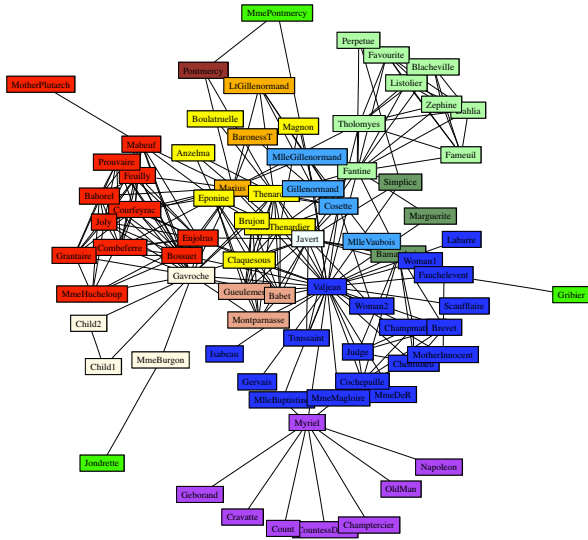 MmePontmercy
Perpetue
Favourite
Blacheville
Pontmercy
LtGillenormand
Listolier
MotherPlutarch
Zephine
Boulatruelle
Magnon
Tholomyes
BaronessT
Mabeuf
Anzelma
MlleGillenormand
Fameuil
Prouvaire
Feuilly
Fantine
Simplice
Bahorel
Marius
Gillenormand
Eponine
Cosette
Joly
Courfeyrac
Brujon
Marguerite
Enjolras
Javert
MlleVaubois
Labarre
Combeferre
Grantaire
Bossuet
Claquesous
Woman1
Gavroche
Fauchelevent
MmeHucheloup
Valjean
Babet
Gribier
Woman2
Scaufflaire
Child2
Montparnasse
Brevet
Toussaint
Isabeau
Judge
MotherInnocent
Child1
MmeBurgon
Gervais
Cochepaille
MmeMagloire
MmeDeR
Myriel
Jondrette
Napoleon
Geborand
OldMan
Cravatte
Count
Champtercier